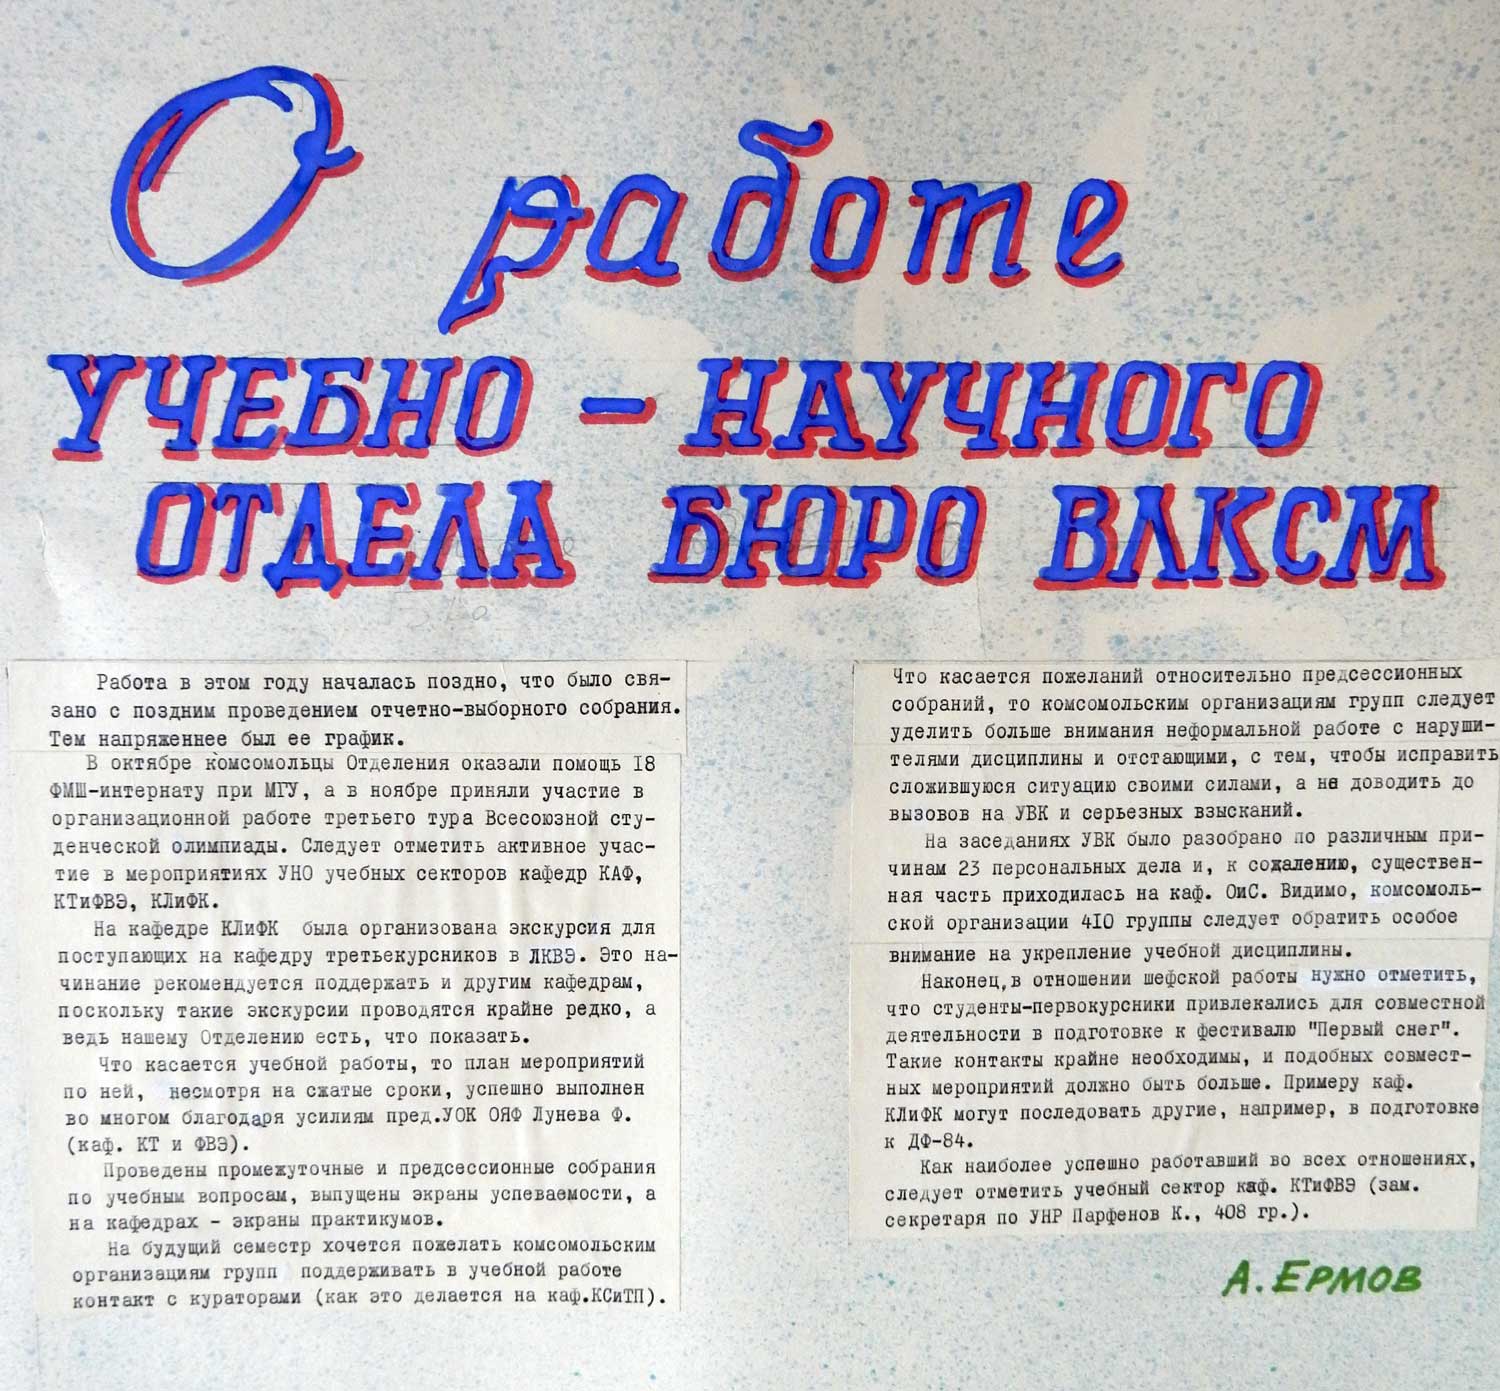 О работе
УЧЕБНО - НАУЧНОГО
ОТДЕЛА БЮРО ВЛКСМ
Работа в этом году началась поздно, что было свя-
зано с поздним проведением отчетно-выборного собрания.
Тем напряженнее был ее график.
В октябре комсомольцы Отделения оказали помощь 18
ФМШ-интернату при МГУ, а в ноябре приняли участие в
организационной работе третьего тура Всесоюзной сту-
денческой олимпиады. Следует отметить активное учас-
тие в мероприятиях УНО учебных секторов кафедр КАФ,
КТиФВЭ, КЛиФК.
На кафедре КЛиФК была организована экскурсия для
поступающих на кафедру третьекурсников в ЛКВЭ. Это на-
чинание рекомендуется поддержать и другим кафедрам,
поскольку такие экскурсии проводятся крайне редко, а
ведь нашему Отделению есть, что показать.
Что касается учебной работы, то план мероприятий
по ней, несмотря на сжатые сроки, успешно выполнен
во многом благодаря усилиям пред.УОК ОЯФ Лунева Ф.
(каф. КТ и ФВЭ).
Проведены промежуточные и предсессионные собрания
по учебным вопросам, выпущены экраны успеваемости, а
на кафедрах - экраны практикумов.
На будущий семестр хочется пожелать комсомольским
организациям групп поддерживать в учебной работе
контакт с кураторами (как это делается на каф.КСиТП).
Что касается пожеланий относительно предсессионных
собраний, то комсомольским организациям групп следует
уделить больше внимания неформальной работе с наруши-
телями дисциплины и отстающими, с тем, чтобы исправить
сложившуюся ситуацию своими силами, а не доводить до
вызовов на УВК и серьезных взысканий.
На заседаниях УВК было разобрано по различным при-
чинам 23 персональных дела и, к сожалению, существен-
ная часть приходилась на каф. ОиС. Видимо, комсомоль-
ской организации 410 группы следует обратить особое
внимание на укрепление учебной дисциплины.
Наконец,в отношении шефской работы нужно отметить,
что студенты-первокурсники привлекались для совместной
деятельности в подготовке к фестивалю "Первый снег".
Такие контакты крайне необходимы, и подобных совмест-
ных мероприятий должно быть больше. Примеру каф.
КЛиФК могут последовать другие, например, в подготовке
к ДФ-84.
Как наиболее успешно работавший во всех отношениях,
следует отметить учебный сектор каф. КТиФВЭ (зам.
секретаря по УНР Парфенов К., 408 гр.).
А. ЕРМОВ